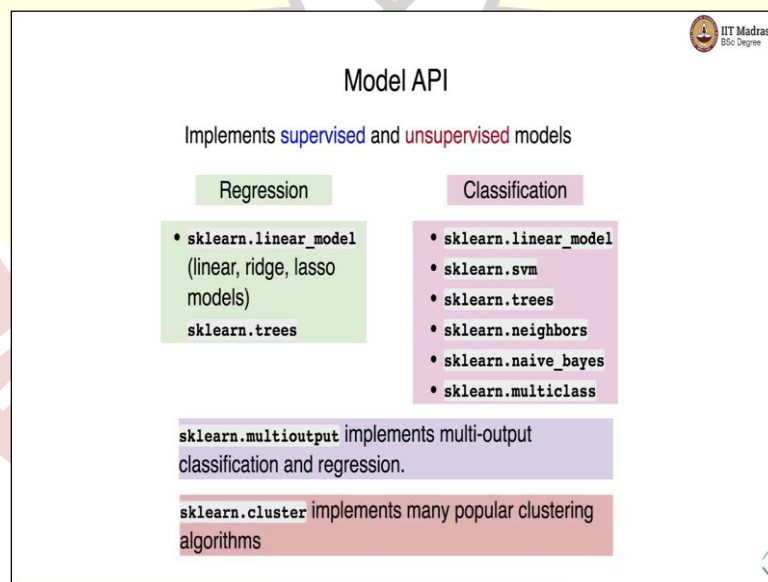 IIT Madras
BSc Degree
Model API
Implements supervised and unsupervised models
Regression
• sklearn.linear_model
(linear, ridge, lasso
models)
sklearn.trees
Classification
• sklearn.linear_model
• sklearn.svm
• sklearn.trees
• sklearn.neighbors
• sklearn.naive_bayes
• sklearn.multiclass
sklearn.multioutput implements multi-output
classification and regression.
sklearn.cluster implements many popular clustering
algorithms